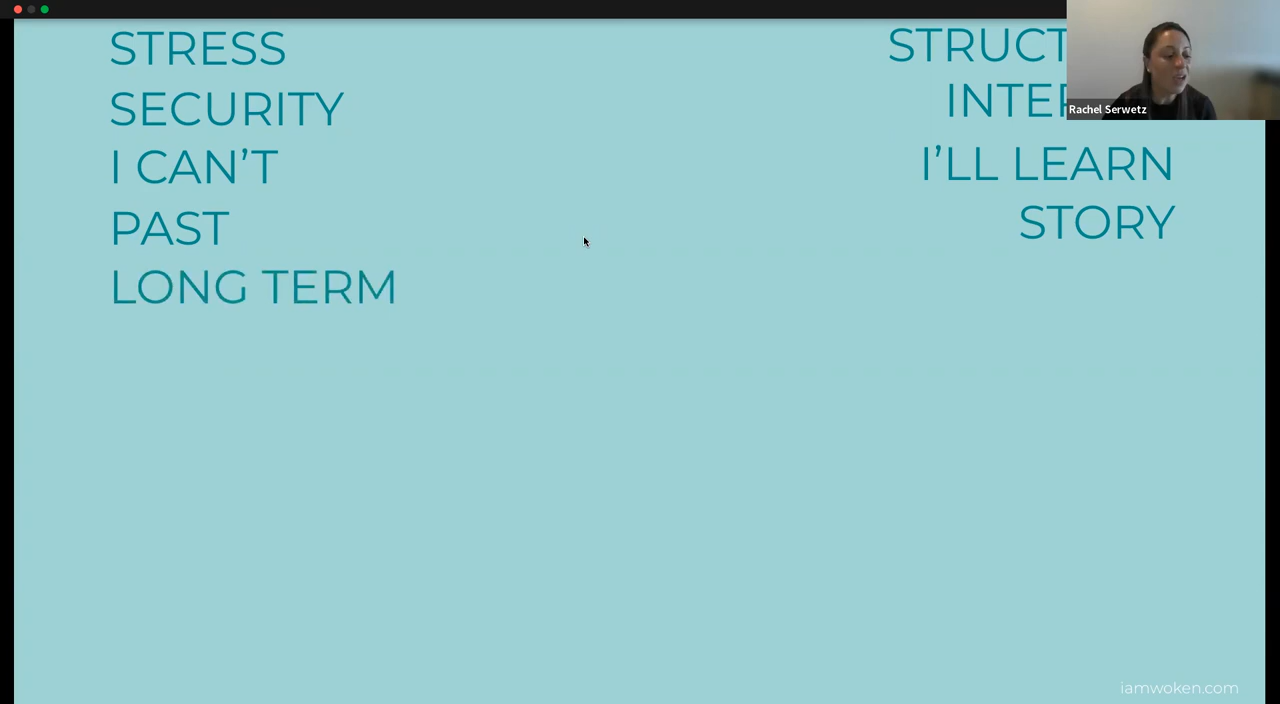 STRESS
SECURITY
I CAN’T
PAST
LONG TERM
I’LL LEARN
STORY
Rachel Serwetz
iamwoken.com